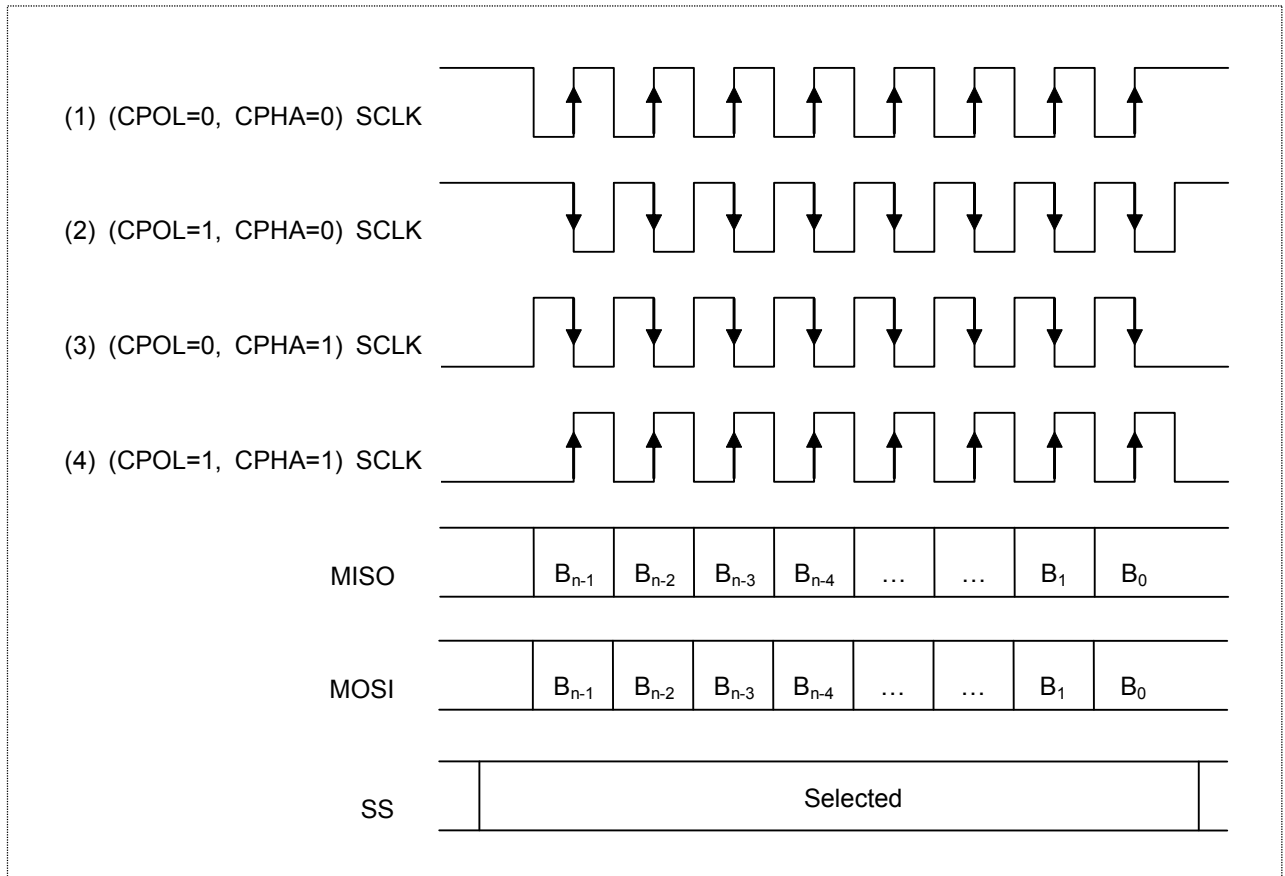 (1) (CPOL=0, CPHA=0) SCLK
(2) (CPOL=1, CPHA=0) SCLK
(3) (CPOL=0, CPHA=1) SCLK
(4) (CPOL=1, CPHA=1) SCLK
MISO Bn-1 Bn-2 Bn-3 Bn-4 … … B1 B0
MOSI Bn-1 Bn-2 Bn-3 Bn-4 … … B1 B0
SS Selected